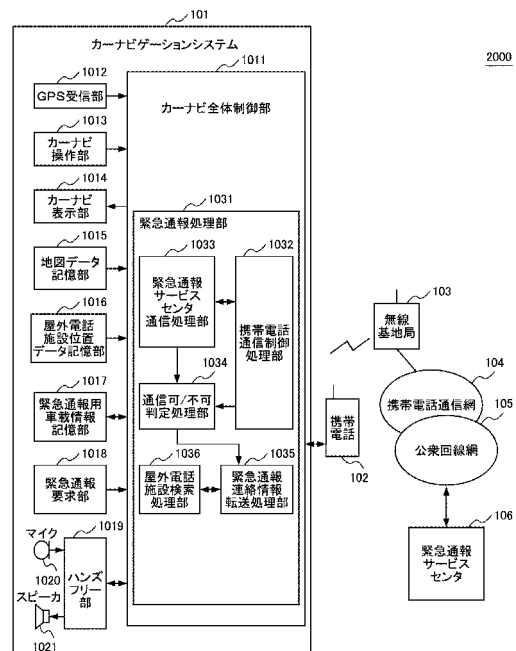 101
カーナビゲーションシステム
1011
2000
1012
GPS受信部
カーナビ全体制御部
1013
カーナビ
操作部
1014
カーナビ
表示部
1031
緊急通報処理部
1015
地図データ
記憶部
1033
1032
緊急通報
サービス
センタ
通信処理部
携帯電話
通信制御
処理部
1016
屋外電話
施設位置
データ記憶部
103
無線
基地局
104
携帯電話通信網
105
公衆回線網
1034
通信可/不可
判定処理部
1017
緊急通報用
車載情報
記憶部
携帯
電話
102
1018
緊急通報
要求部
1036
屋外電話
施設検索
処理部
1035
緊急通報
連絡情報
転送処理部
106
緊急通報
サービス
センタ
1019
マイク
1020
ハンズ
フリー
部
スピーカ
1021